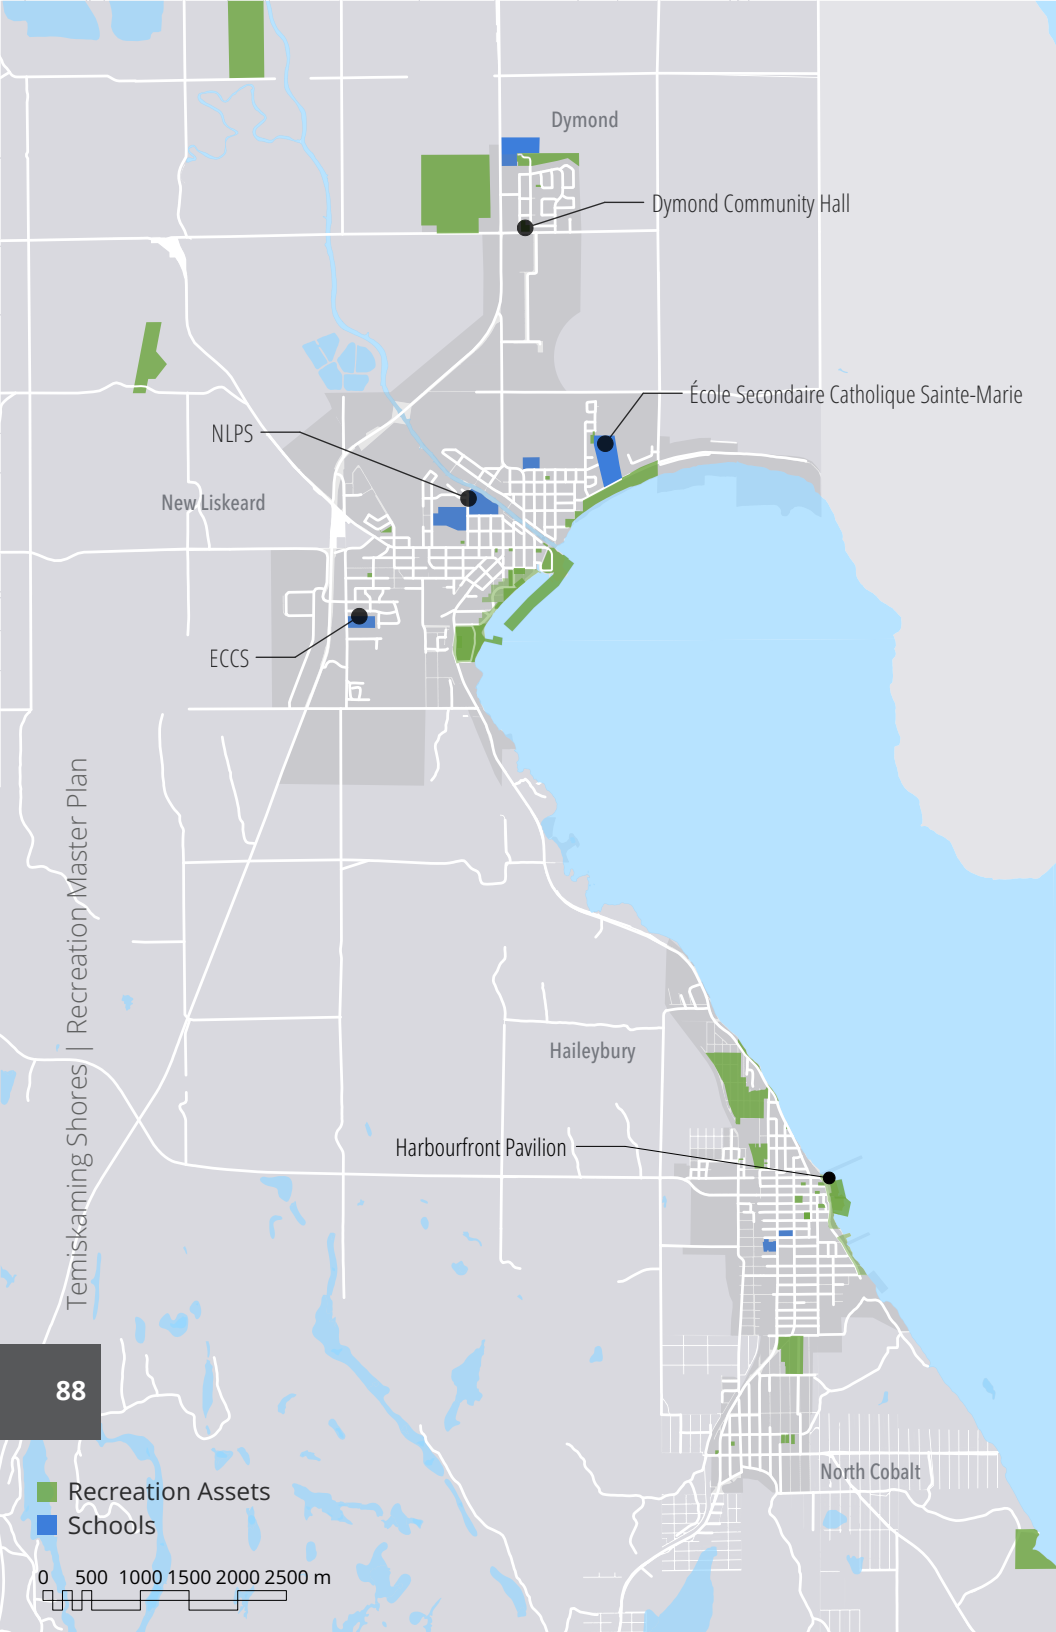 Dymond
Dymond Community Hall
École Secondaire Catholique Sainte-Marie
NLPS
New Liskeard
ECCS
Temiskaming Shores | Recreation Master Plan
Haileybury
Harbourfront Pavilion
88
North Cobalt
Recreation Assets
Schools
0 500 1000 1500 2000 2500 m